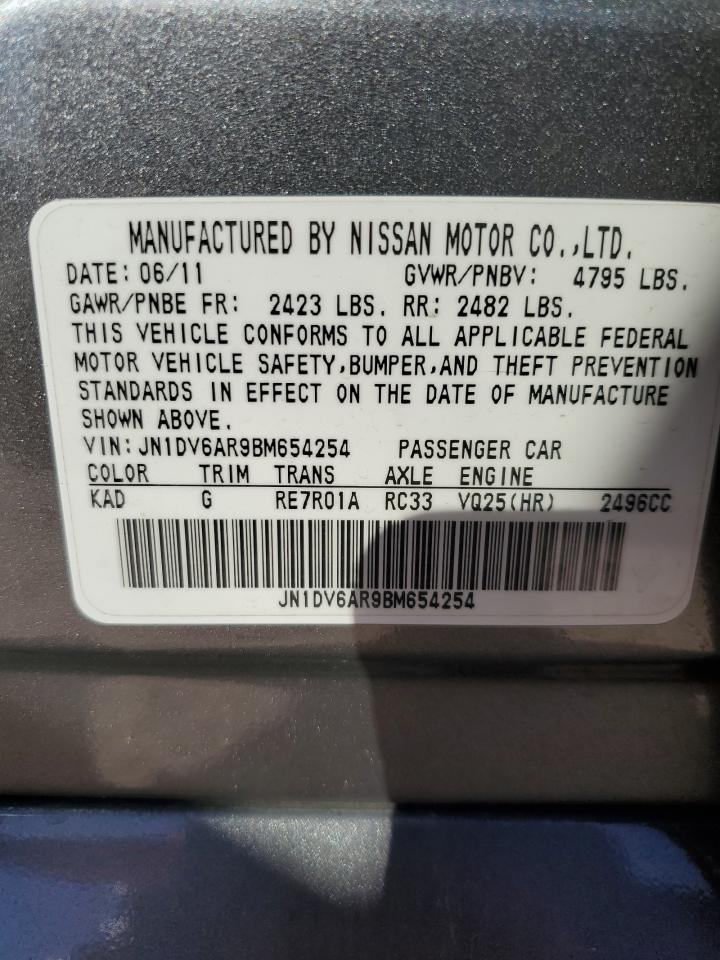 MANUFACTURED BY NISSAN MOTOR CO.,LTD.
DATE: 06/11 GVWR/PNBV: 4795 LBS.
GAWR/PNBE FR: 2423 LBS. RR: 2482 LBS.
THIS VEHICLE CONFORMS TO ALL APPLICABLE FEDERAL
MOTOR VEHICLE SAFETY,BUMPER,AND THEFT PREVENTION
STANDARDS IN EFFECT ON THE DATE OF MANUFACTURE
SHOWN ABOVE.
VIN: JN1DV6AR9BM654254 PASSENGER CAR
COLOR TRIM TRANS AXLE ENGINE
KAD G RE7R01A RC33 VQ25(HR) 2496CC
JN1DV6AR9BM654254